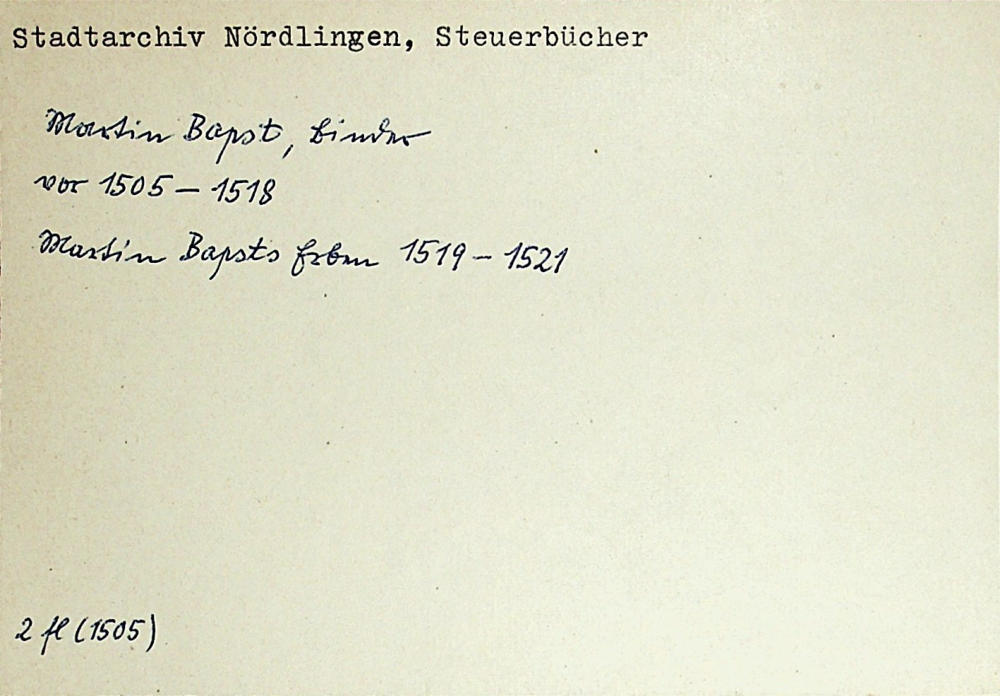 Stadtarchiv Nördlingen, Steuerbücher
Martin Bapst, Binder
vor 1505 – 1518
Martin Bapsts Erben 1519 – 1521
2 fl (1505)